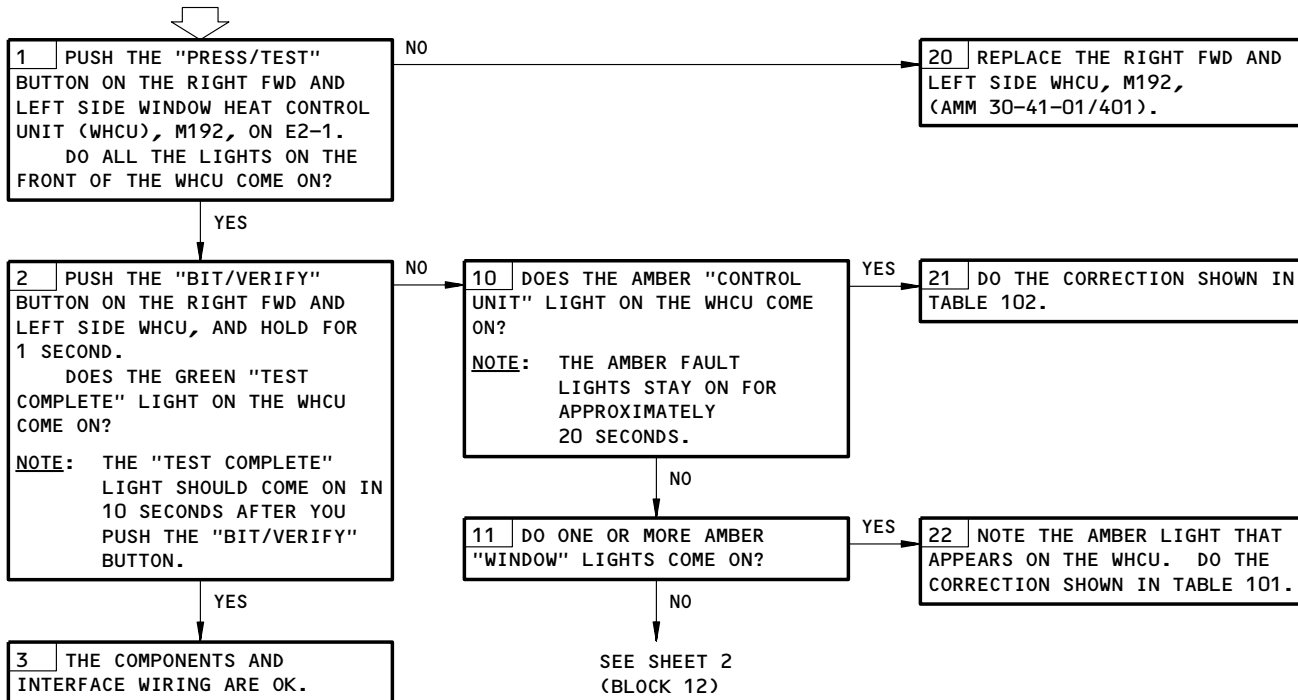 1 PUSH THE "PRESS/TEST"
BUTTON ON THE RIGHT FWD AND
LEFT SIDE WINDOW HEAT CONTROL
UNIT (WHCU), M192, ON E2-1.
DO ALL THE LIGHTS ON THE
FRONT OF THE WHCU COME ON?
NO
20 REPLACE THE RIGHT FWD AND
LEFT SIDE WHCU, M192,
(AMM 30-41-01/401).
YES
2 PUSH THE "BIT/VERIFY"
BUTTON ON THE RIGHT FWD AND
LEFT SIDE WHCU, AND HOLD FOR
1 SECOND.
DOES THE GREEN "TEST
COMPLETE" LIGHT ON THE WHCU
COME ON?
NOTE: THE "TEST COMPLETE"
LIGHT SHOULD COME ON IN
10 SECONDS AFTER YOU
PUSH THE "BIT/VERIFY"
BUTTON.
NO
10 DOES THE AMBER "CONTROL
UNIT" LIGHT ON THE WHCU COME
ON?
NOTE: THE AMBER FAULT
LIGHTS STAY ON FOR
APPROXIMATELY
20 SECONDS.
YES
21 DO THE CORRECTION SHOWN IN
TABLE 102.
NO
11 DO ONE OR MORE AMBER
"WINDOW" LIGHTS COME ON?
YES
22 NOTE THE AMBER LIGHT THAT
APPEARS ON THE WHCU. DO THE
CORRECTION SHOWN IN TABLE 101.
YES
3 THE COMPONENTS AND
INTERFACE WIRING ARE OK.
NO
SEE SHEET 2
(BLOCK 12)